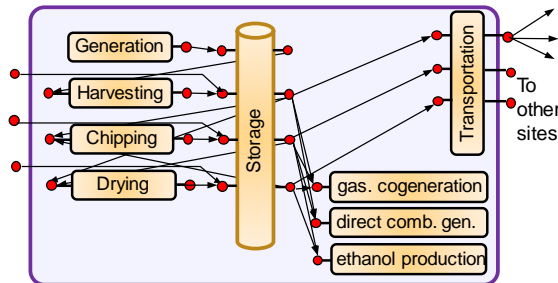 Generation
Harvesting
Chipping
Drying
Storage
Transportation
To
other
sites
gas. cogeneration
direct comb. gen.
ethanol production